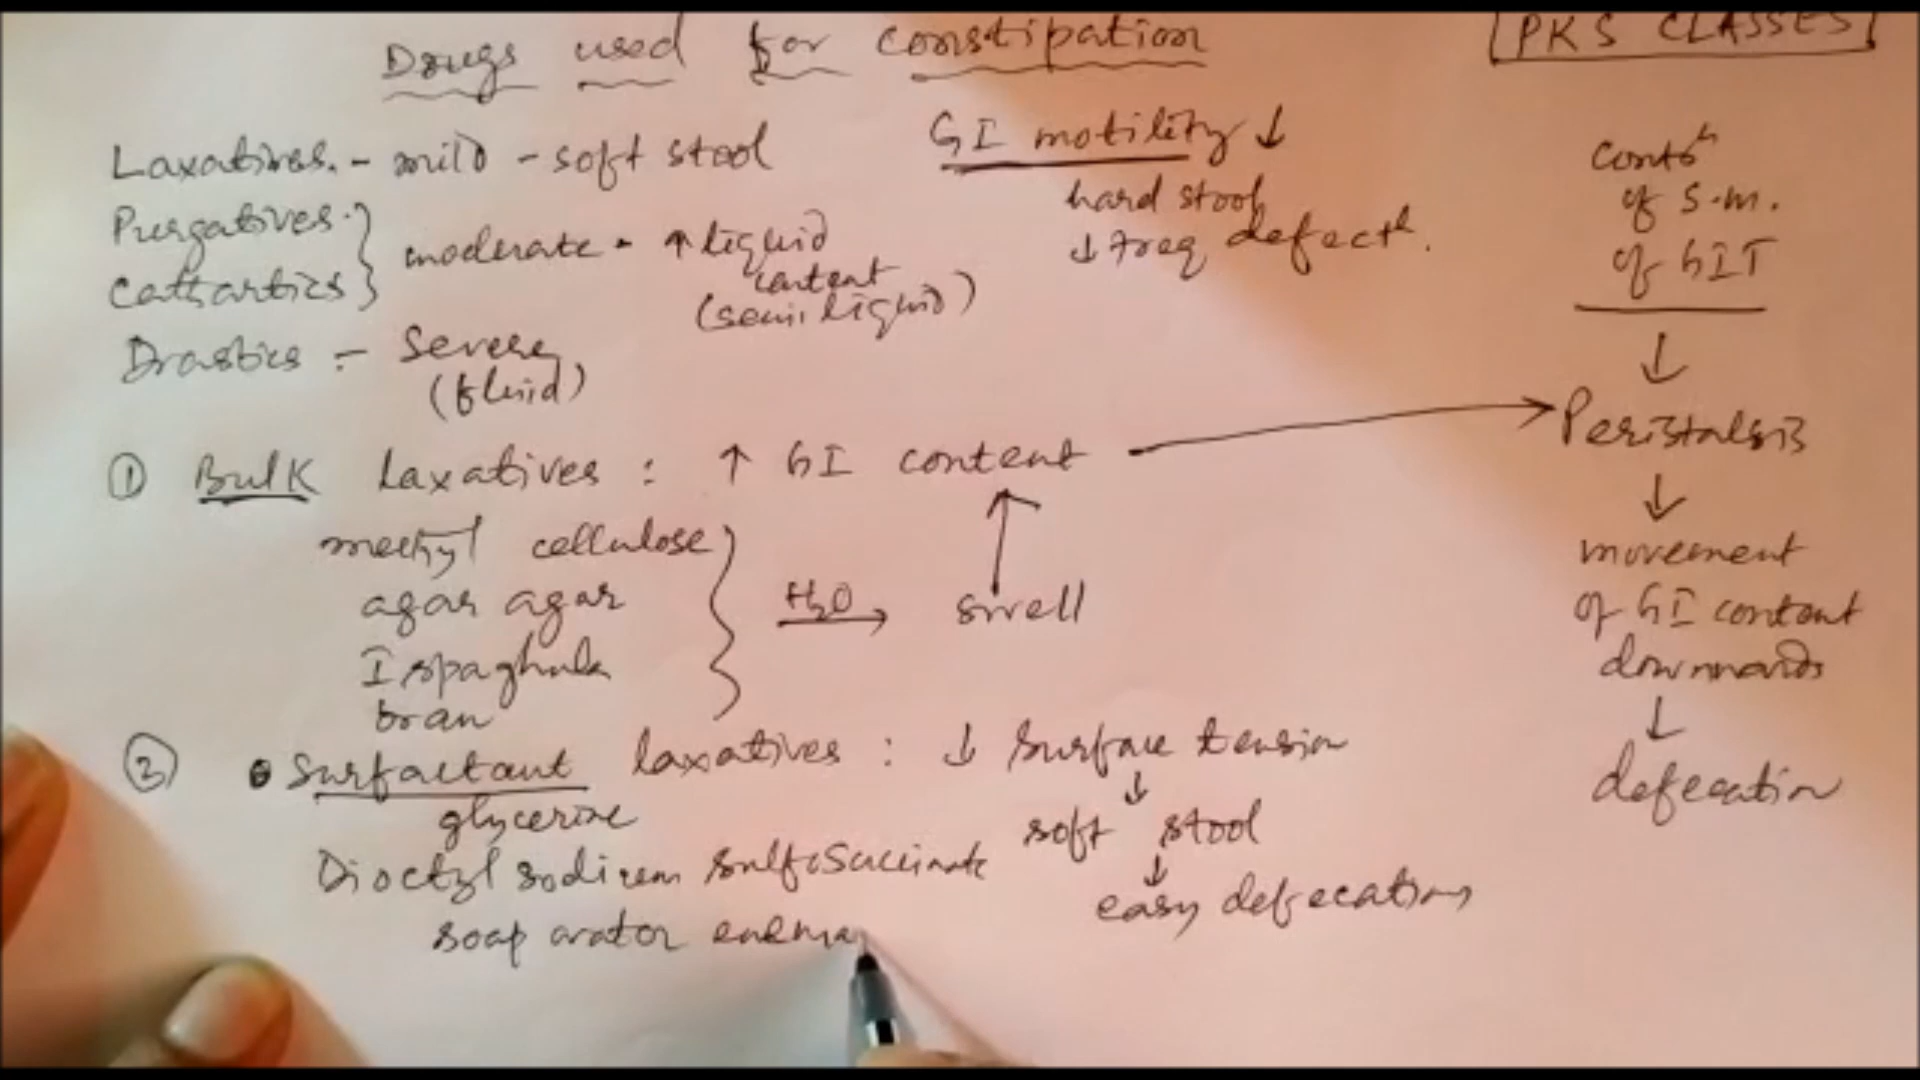 Drugs used for constipation
PKS CLASSES
Laxatives. - mild - soft stool
Purgatives.
Cathartics
moderate - ↑ liquid
content
(semi liquid)
Drastics :- Severe
(fluid)
GI motility ↓
hard stool
↓ freq defectn.
Contrn
of S.m.
of GIT
↓
Peristalsis
↓
movement
of GI content
downwards
↓
defecation
① Bulk laxatives : ↑ GI content →
methyl cellulose
agar agar
Ispaghula
bran
H2O → swell
② Surfactant laxatives : ↓ Surface tension
↓
soft stool
↓
easy defecation
glycerine
Dioctyl sodium sulfosuccinate
soap water enema